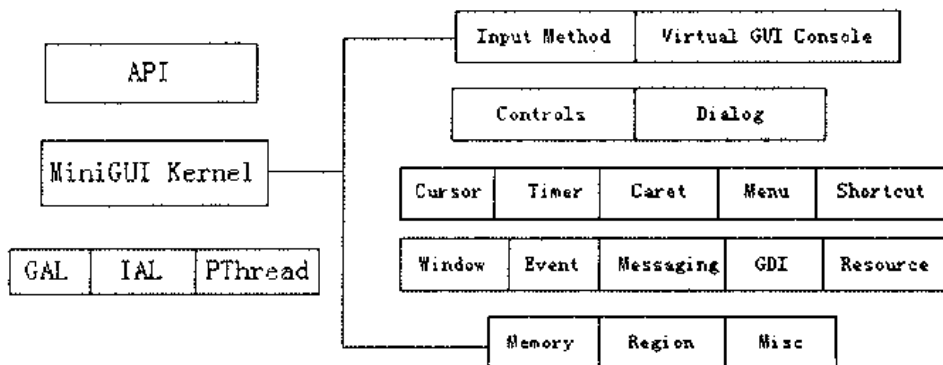 Input Method Virtual GUI Console
API
Controls Dialog
MiniGUI Kernel
Cursor Timer Caret Menu Shortcut
GAL IAL PThread
Window Event Messaging GDI Resource
Memory Region Misc